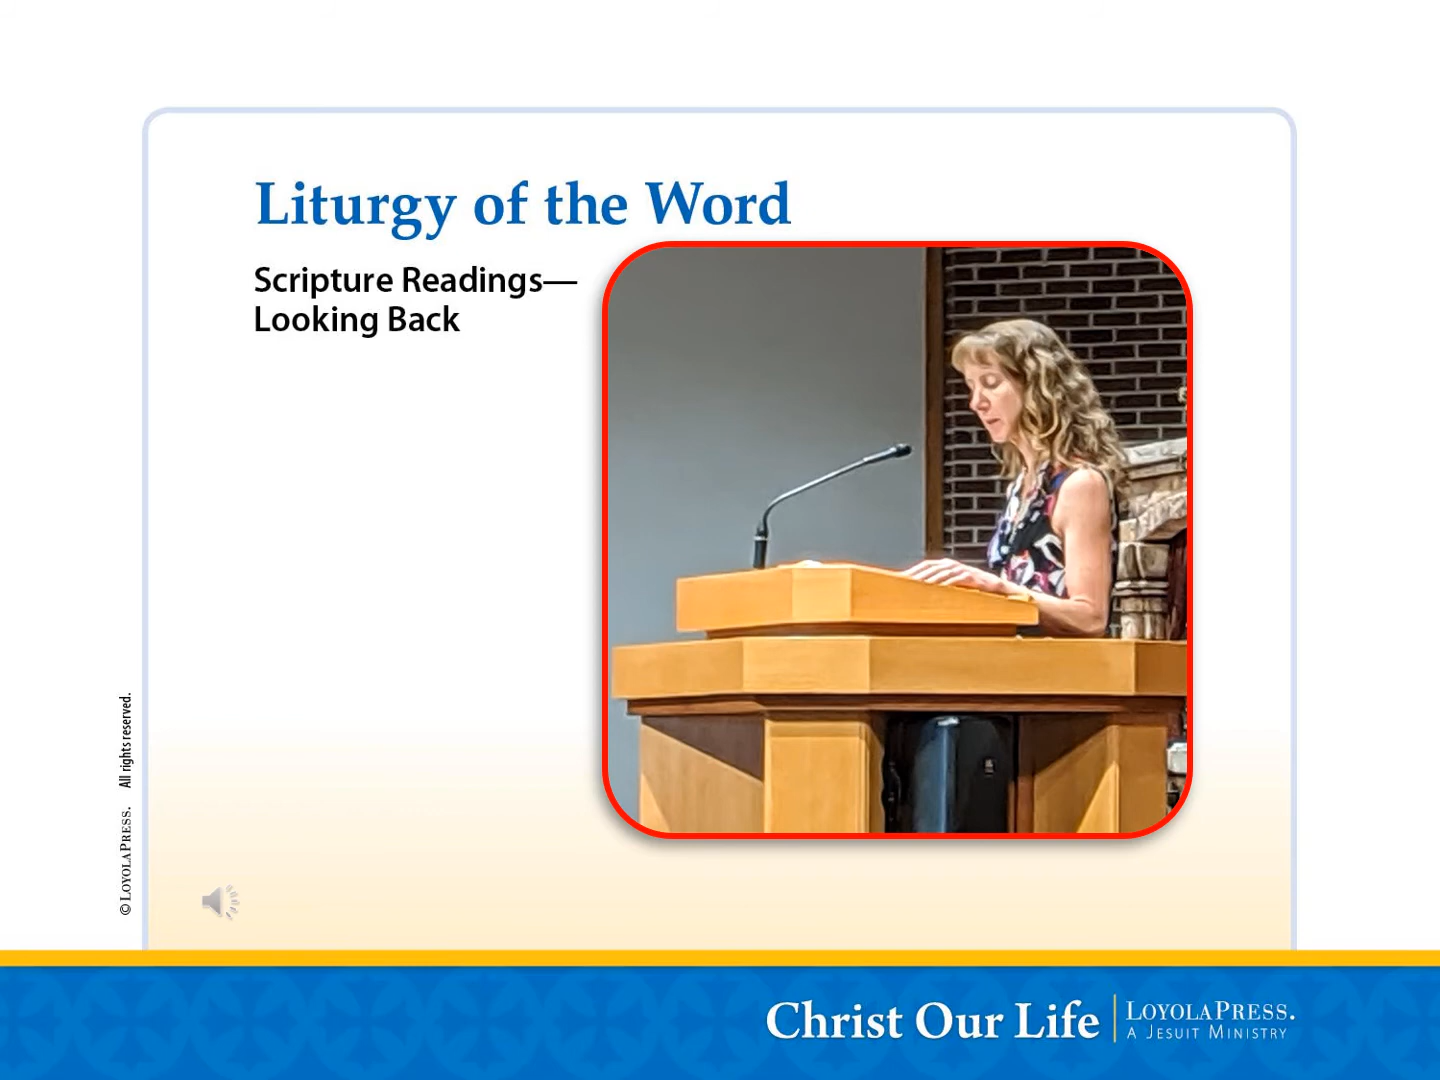 Liturgy of the Word
Scripture Readings—
Looking Back
© LOYOLAPRESS. All rights reserved.
Christ Our Life
LOYOLAPRESS.
A JESUIT MINISTRY